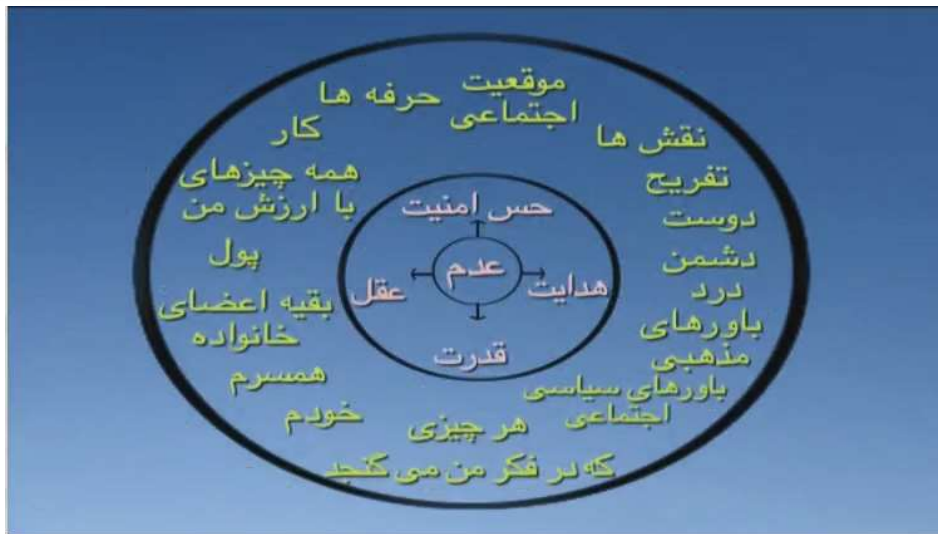 موقعیت
اجتماعی
حرفه ها
کار
همه چیزهای
با ارزش من
پول
بقیه اعضای
خانواده
همسرم
خودم
هر چیزی
که در فکر من می گنجد
نقش ها
تفریح
دوست
دشمن
درد
باورهای
مذهبی
باورهای سیاسی
اجتماعی
حس امنیت
هدایت
عدم
عقل
قدرت